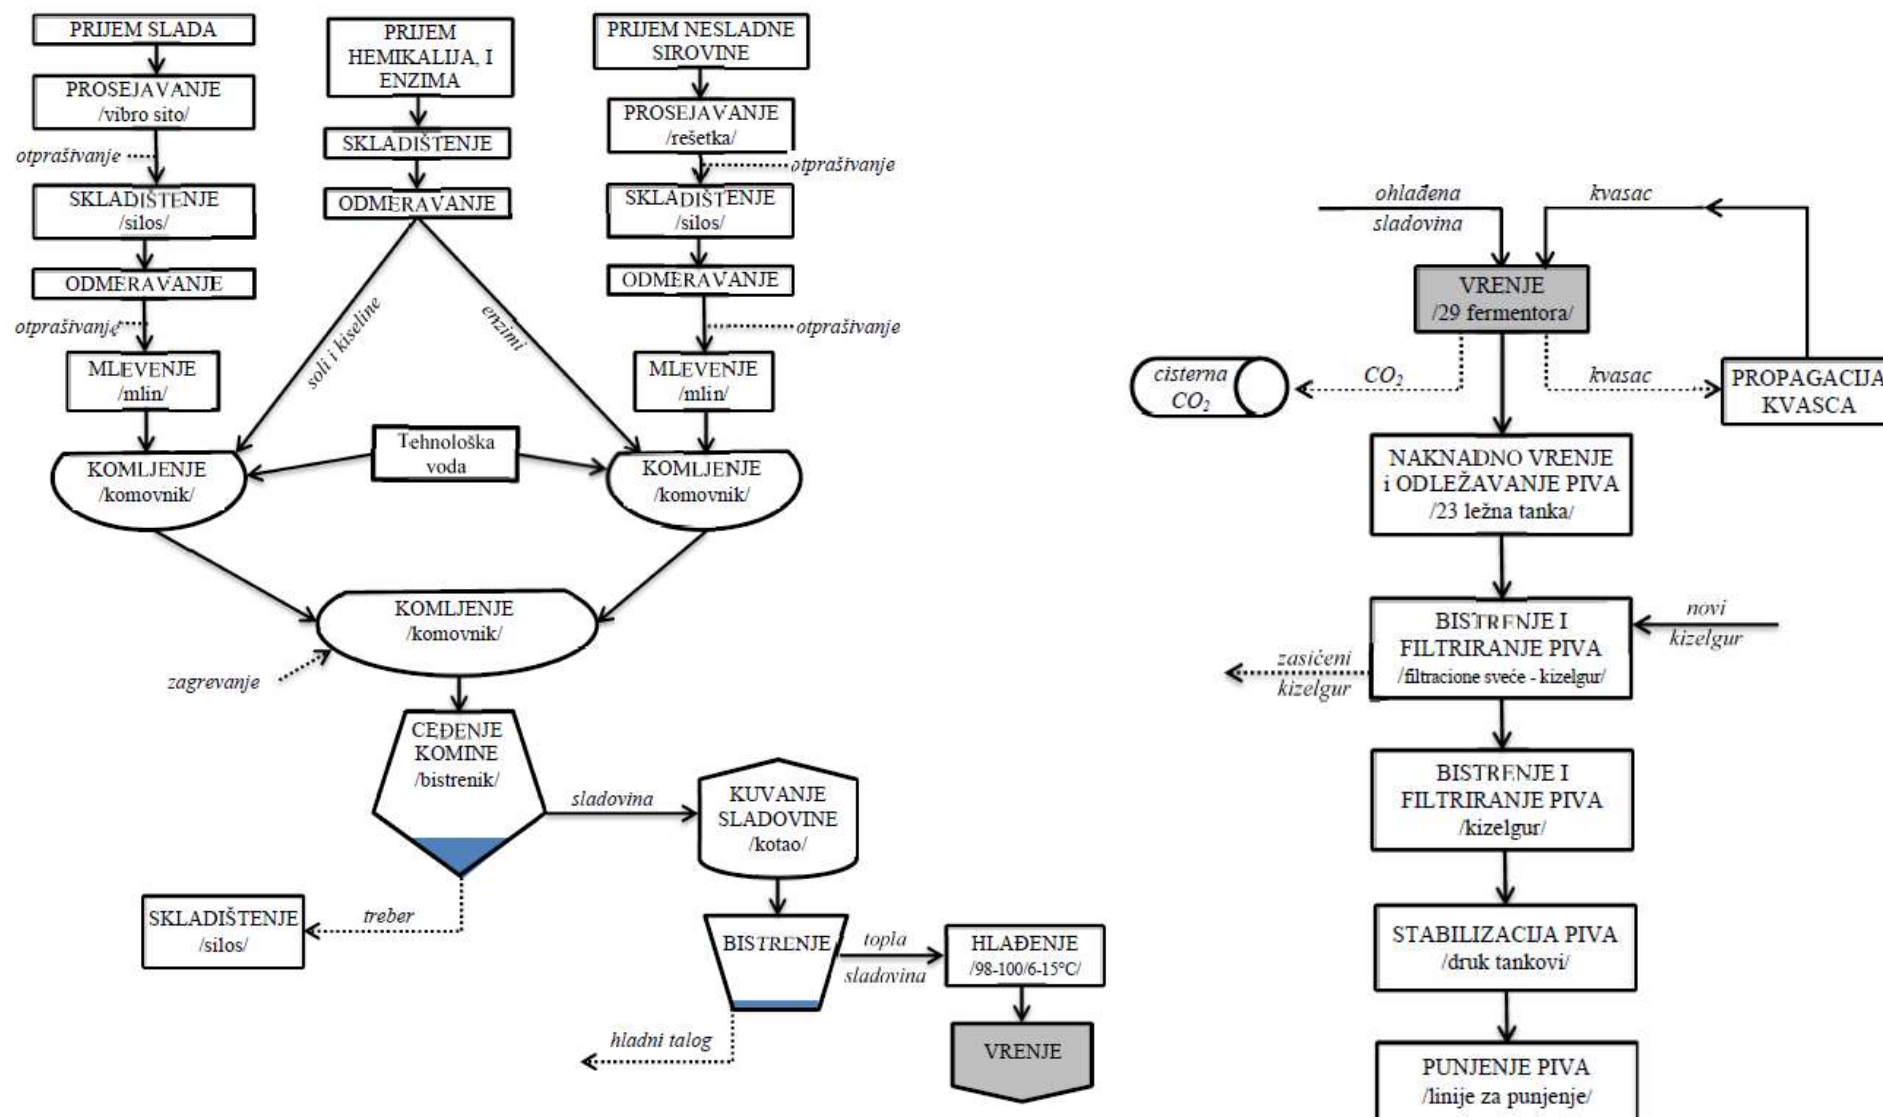 PRIJEM SLADA
PROSEJAVANJE
/vibro sito/
otprašivanje
SKLADIŠTENJE
/silos/
ODMERAVANJE
otprašivanje
MLEVENJE
/mlin/
KOMLJENJE
/komovnik/
PRIJEM
HEMIKALIJA, I
ENZIMA
SKLADIŠTENJE
ODMERAVANJE
soli i kiseline
enzimi
Tehnološka
voda
PRIJEM NESLADNE
SIROVINE
PROSEJAVANJE
/rešetka/
otprašivanje
SKLADIŠTENJE
/silos/
ODMERAVANJE
otprašivanje
MLEVENJE
/mlin/
KOMLJENJE
/komovnik/
KOMLJENJE
/komovnik/
zagrevanje
CEĐENJE
KOMINE
/bistrenik/
sladovina
KUVANJE
SLADOVINE
/kotao/
SKLADIŠTENJE
/silos/
treber
BISTRENJE
topla
sladovina
HLAĐENJE
/98-100/6-15°C/
hladni talog
VRENJE
ohlađena
sladovina
kvasac
VRENJE
/29 fermentora/
cisterna
CO₂
CO₂
kvasac
PROPAGACIJA
KVASCA
NAKNADNO VRENJE
i ODLEŽAVANJE PIVA
/23 ležna tanka/
BISTRENJE I
FILTRIRANJE PIVA
/filtracione sveće - kizelgur/
novi
kizelgur
zasićeni
kizelgur
BISTRENJE I
FILTRIRANJE PIVA
/kizelgur/
STABILIZACIJA PIVA
/druk tankovi/
PUNJENJE PIVA
/linije za punjenje/